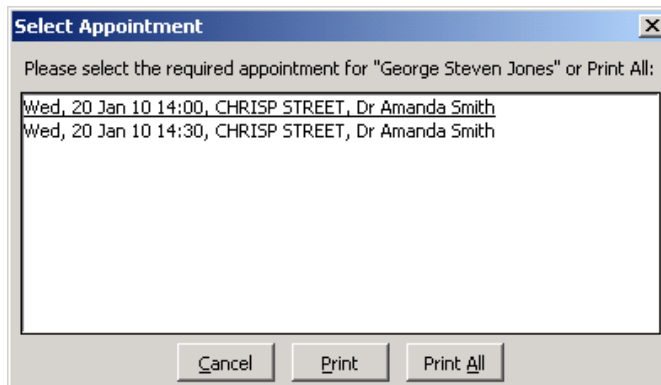 Select Appointment
Please select the required appointment for "George Steven Jones" or Print All:
Wed, 20 Jan 10 14:00, CHRISP STREET, Dr Amanda Smith
Wed, 20 Jan 10 14:30, CHRISP STREET, Dr Amanda Smith
Cancel Print Print All